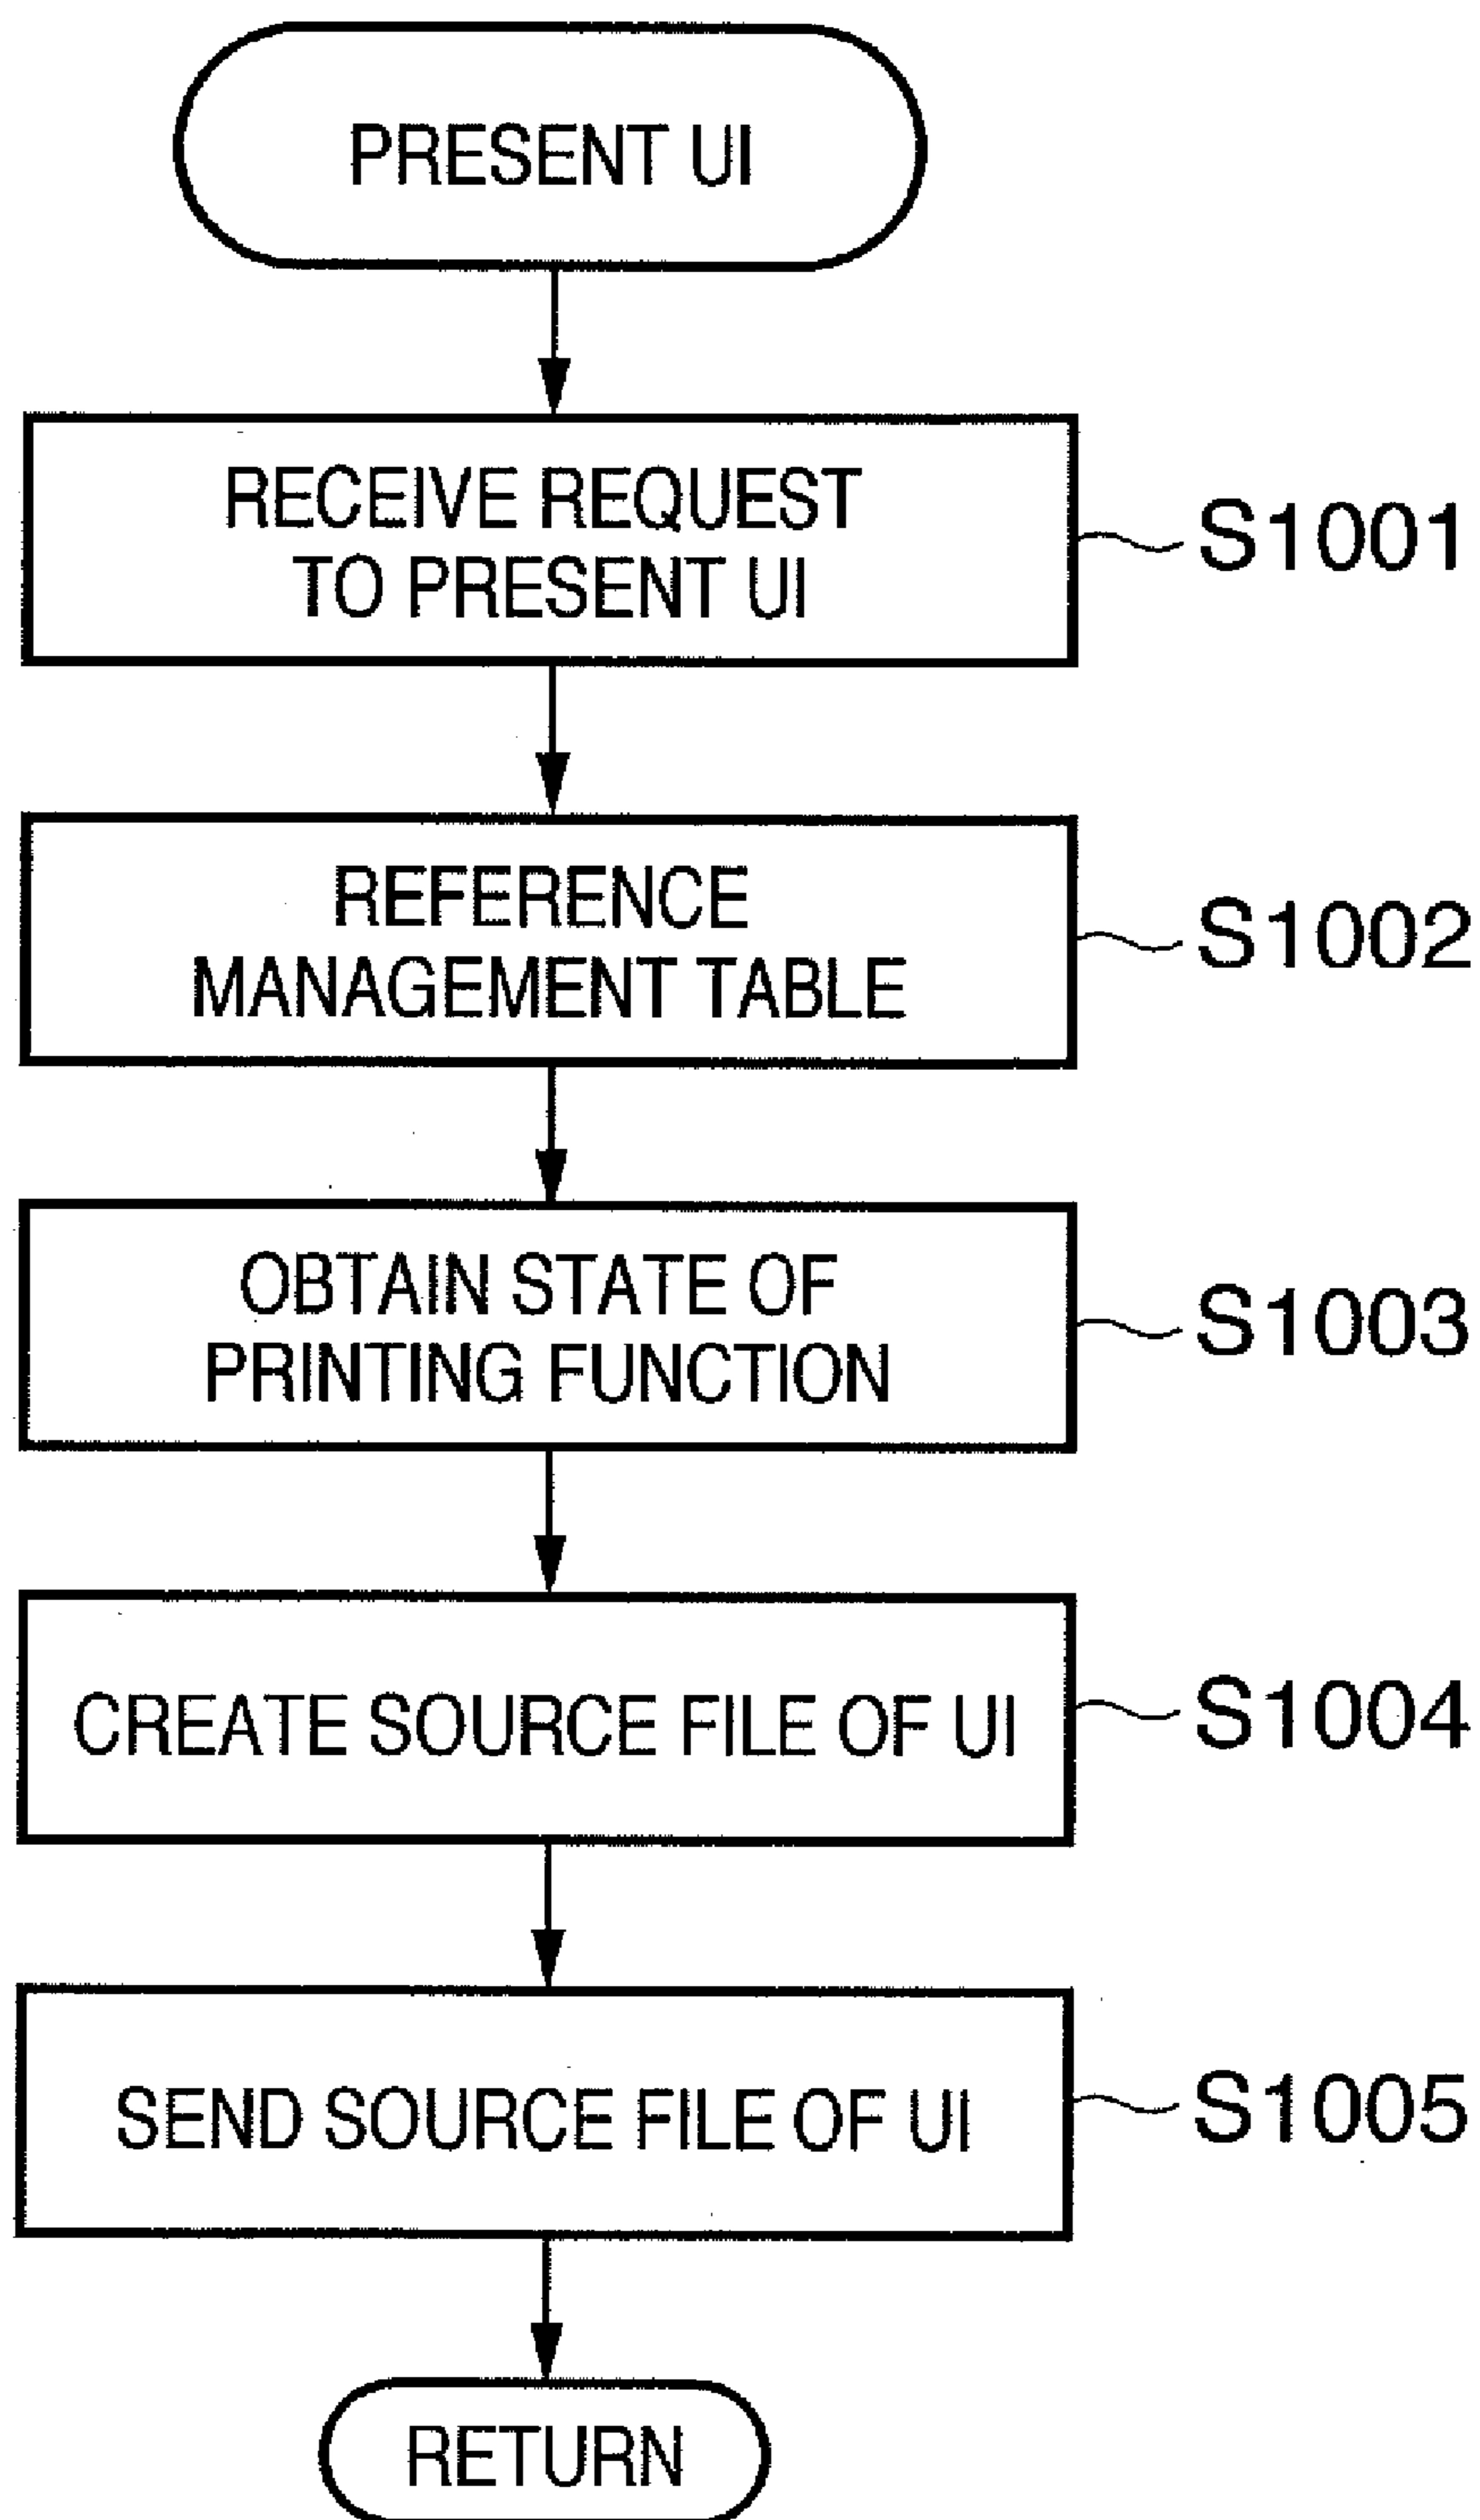 PRESENT UI
RECEIVE REQUEST
TO PRESENT UI
S1001
REFERENCE
MANAGEMENT TABLE
S1002
OBTAIN STATE OF
PRINTING FUNCTION
S1003
CREATE SOURCE FILE OF UI
S1004
SEND SOURCE FILE OF UI
S1005
RETURN